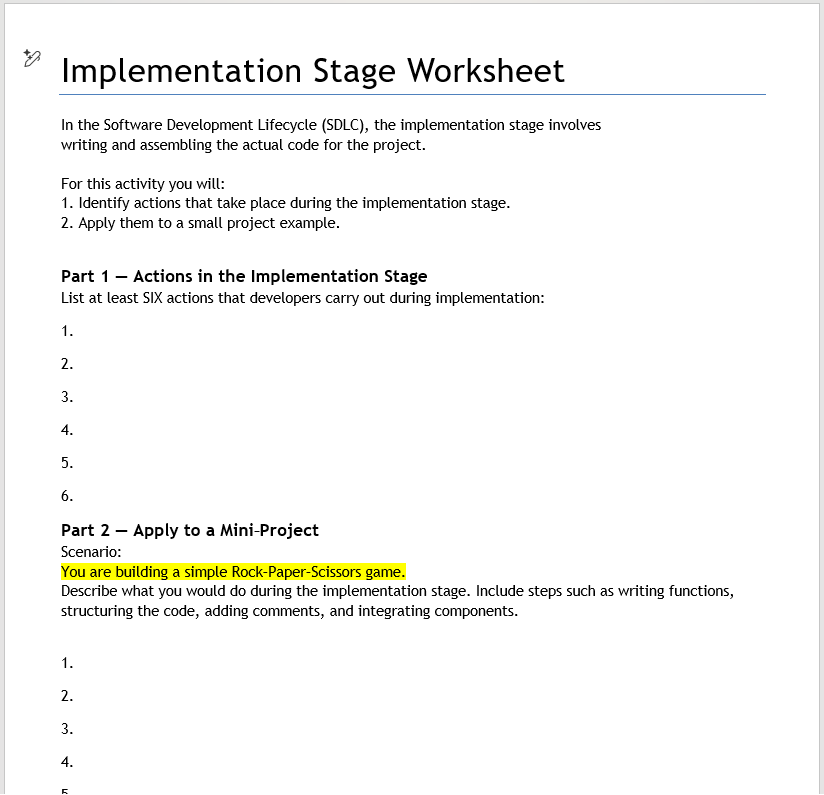 Implementation Stage Worksheet
In the Software Development Lifecycle (SDLC), the implementation stage involves
writing and assembling the actual code for the project.
For this activity you will:
1. Identify actions that take place during the implementation stage.
2. Apply them to a small project example.
Part 1 — Actions in the Implementation Stage
List at least SIX actions that developers carry out during implementation:
1.
2.
3.
4.
5.
6.
Part 2 — Apply to a Mini-Project
Scenario:
You are building a simple Rock-Paper-Scissors game.
Describe what you would do during the implementation stage. Include steps such as writing functions,
structuring the code, adding comments, and integrating components.
1.
2.
3.
4.
5.